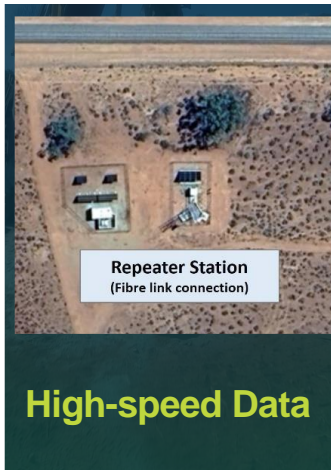 Repeater Station
(Fibre link connection)
High-speed Data